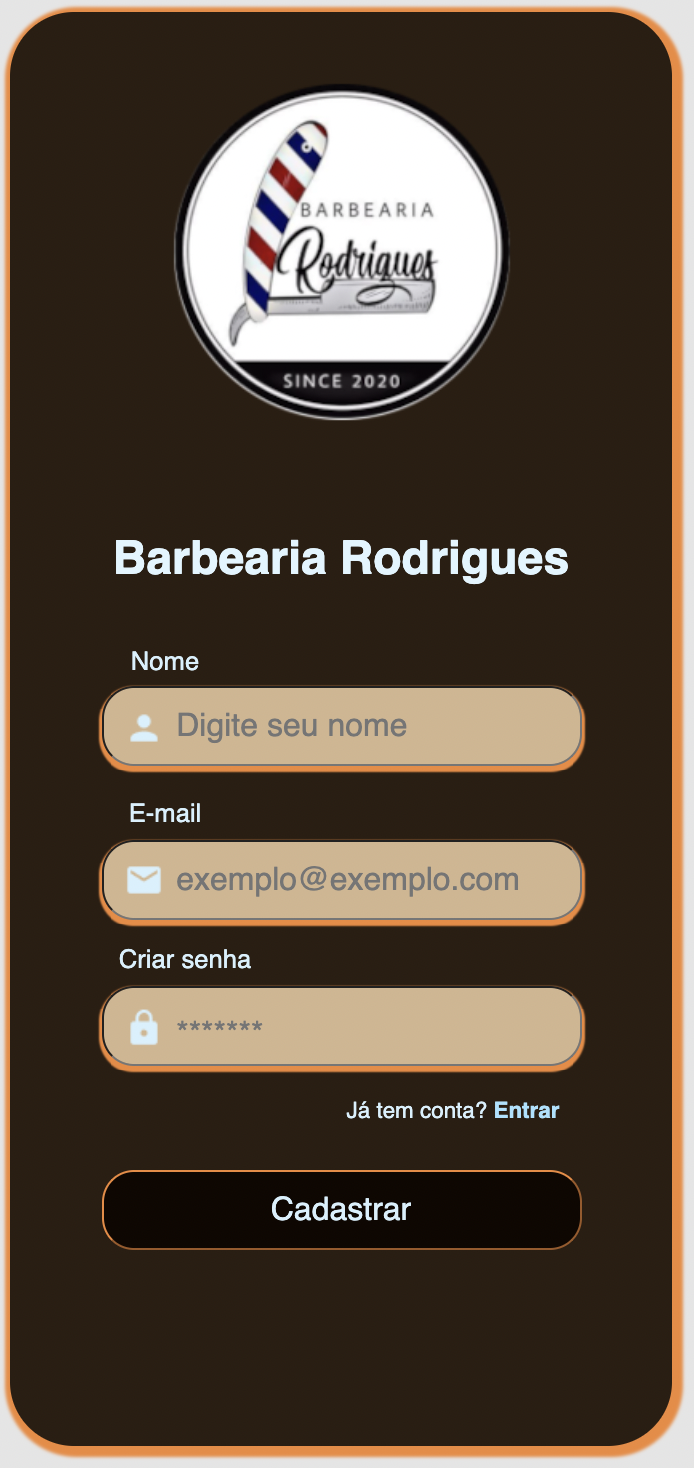 BARBEARIA
Rodrigues
SINCE 2020
Barbearia Rodrigues
Nome
Digite seu nome
E-mail
exemplo@exemplo.com
Criar senha
*******
Já tem conta? Entrar
Cadastrar